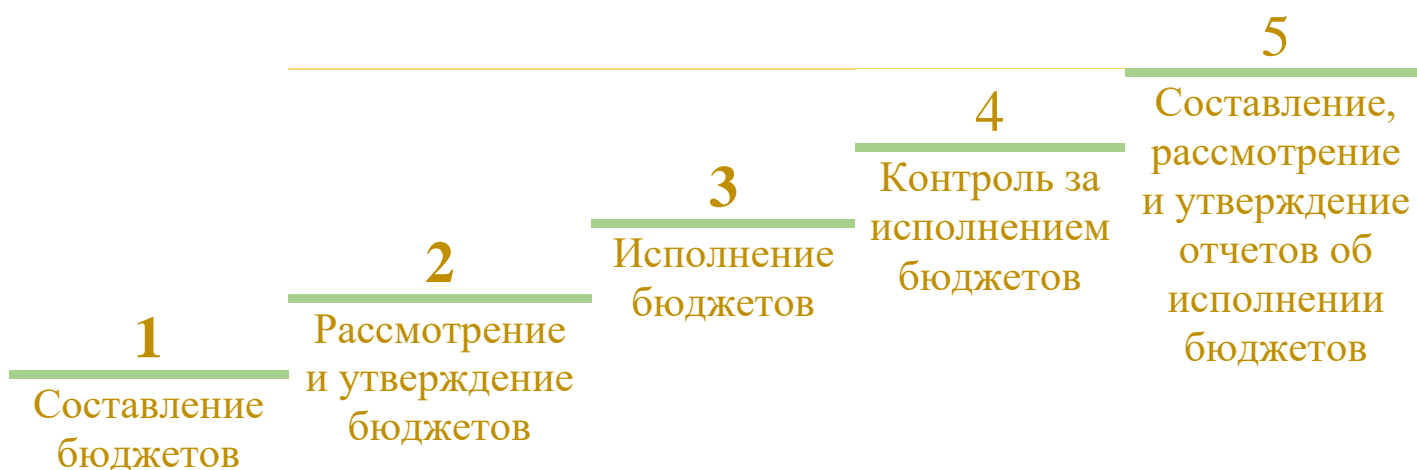 1
Составление
бюджетов
2
Рассмотрение
и утверждение
бюджетов
3
Исполнение
бюджетов
4
Контроль за
исполнением
бюджетов
5
Составление,
рассмотрение
и утверждение
отчетов об
исполнении
бюджетов